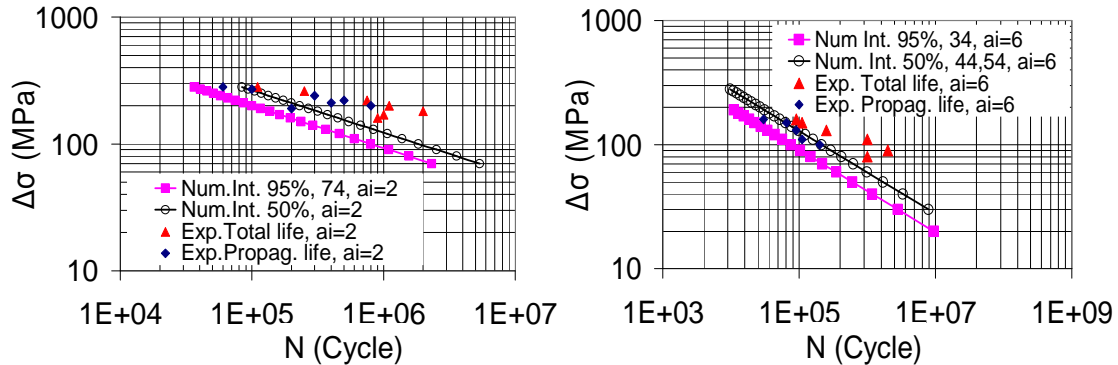 1000
100
10
Δσ (MPa)
Num.Int. 95%, 74, ai=2
Num.Int. 50%, ai=2
Exp.Total life, ai=2
Exp.Propag. life, ai=2
1E+04 1E+05 1E+06 1E+07
N (Cycle)
1000
100
10
Δσ (MPa)
Num Int. 95%, 34, ai=6
Num. Int. 50%, 44,54, ai=6
Exp. Total life, ai=6
Exp. Propag. life, ai=6
1E+03 1E+05 1E+07 1E+09
N (Cycle)